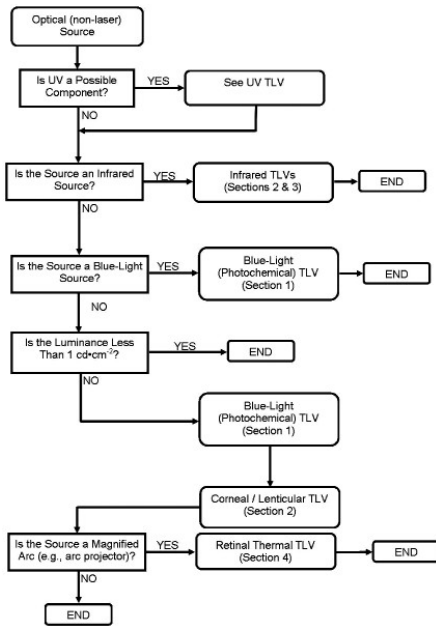 Optical (non-laser)
Source
Is UV a Possible
Component?
YES
See UV TLV
NO
Is the Source an Infrared
Source?
YES
Infrared TLVs
(Sections 2 & 3)
END
NO
Is the Source a Blue-Light
Source?
YES
Blue-Light
(Photochemical) TLV
(Section 1)
END
NO
Is the Luminance Less
Than 1 cd•cm⁻²?
YES
END
NO
Blue-Light
(Photochemical) TLV
(Section 1)
Corneal / Lenticular TLV
(Section 2)
Is the Source a Magnified
Arc (e.g., arc projector)?
YES
Retinal Thermal TLV
(Section 4)
END
NO
END